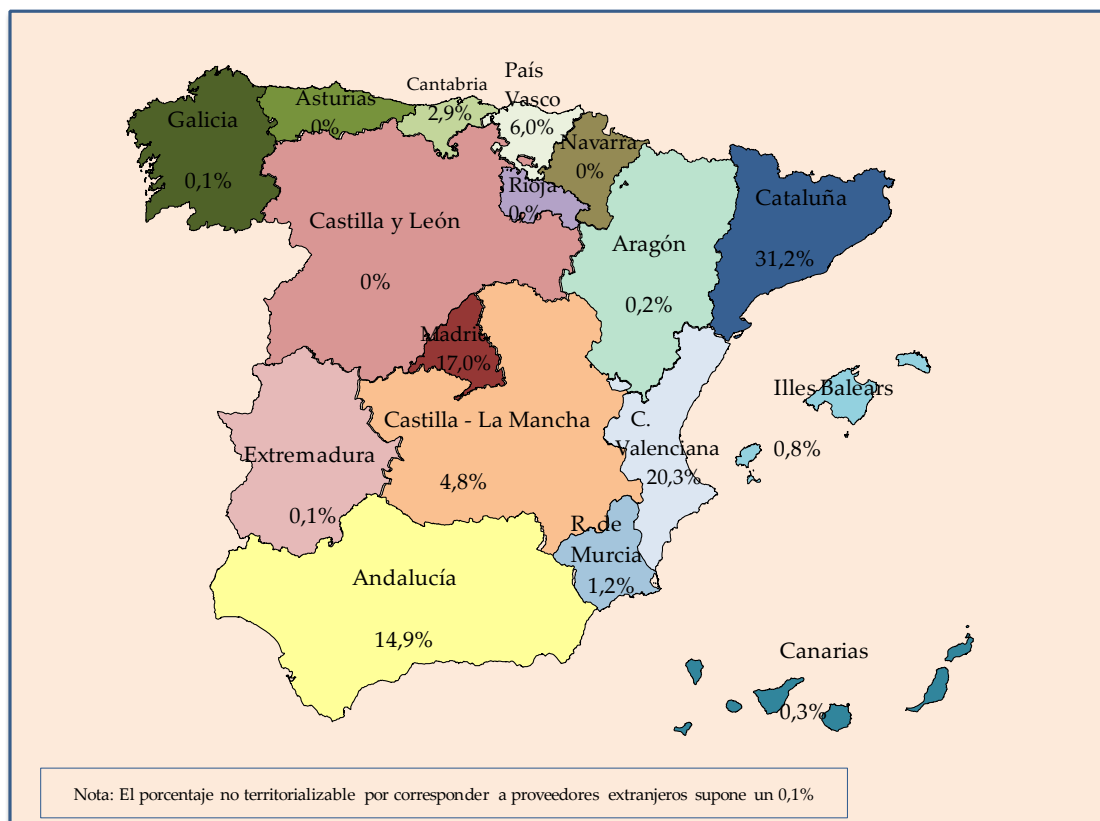 País
Vasco
6,0%
Cantabria
2,9%
Asturias
0%
Galicia
0,1%
Navarra
0%
Rioja
0%
Castilla y León
0%
Cataluña
31,2%
Aragón
0,2%
Madrid
17,0%
Illes Balears
0,8%
Castilla - La Mancha
4,8%
C.
Valenciana
20,3%
Extremadura
0,1%
R. de
Murcia
1,2%
Andalucía
14,9%
Canarias
0,3%
Nota: El porcentaje no territorializable por corresponder a proveedores extranjeros supone un 0,1%